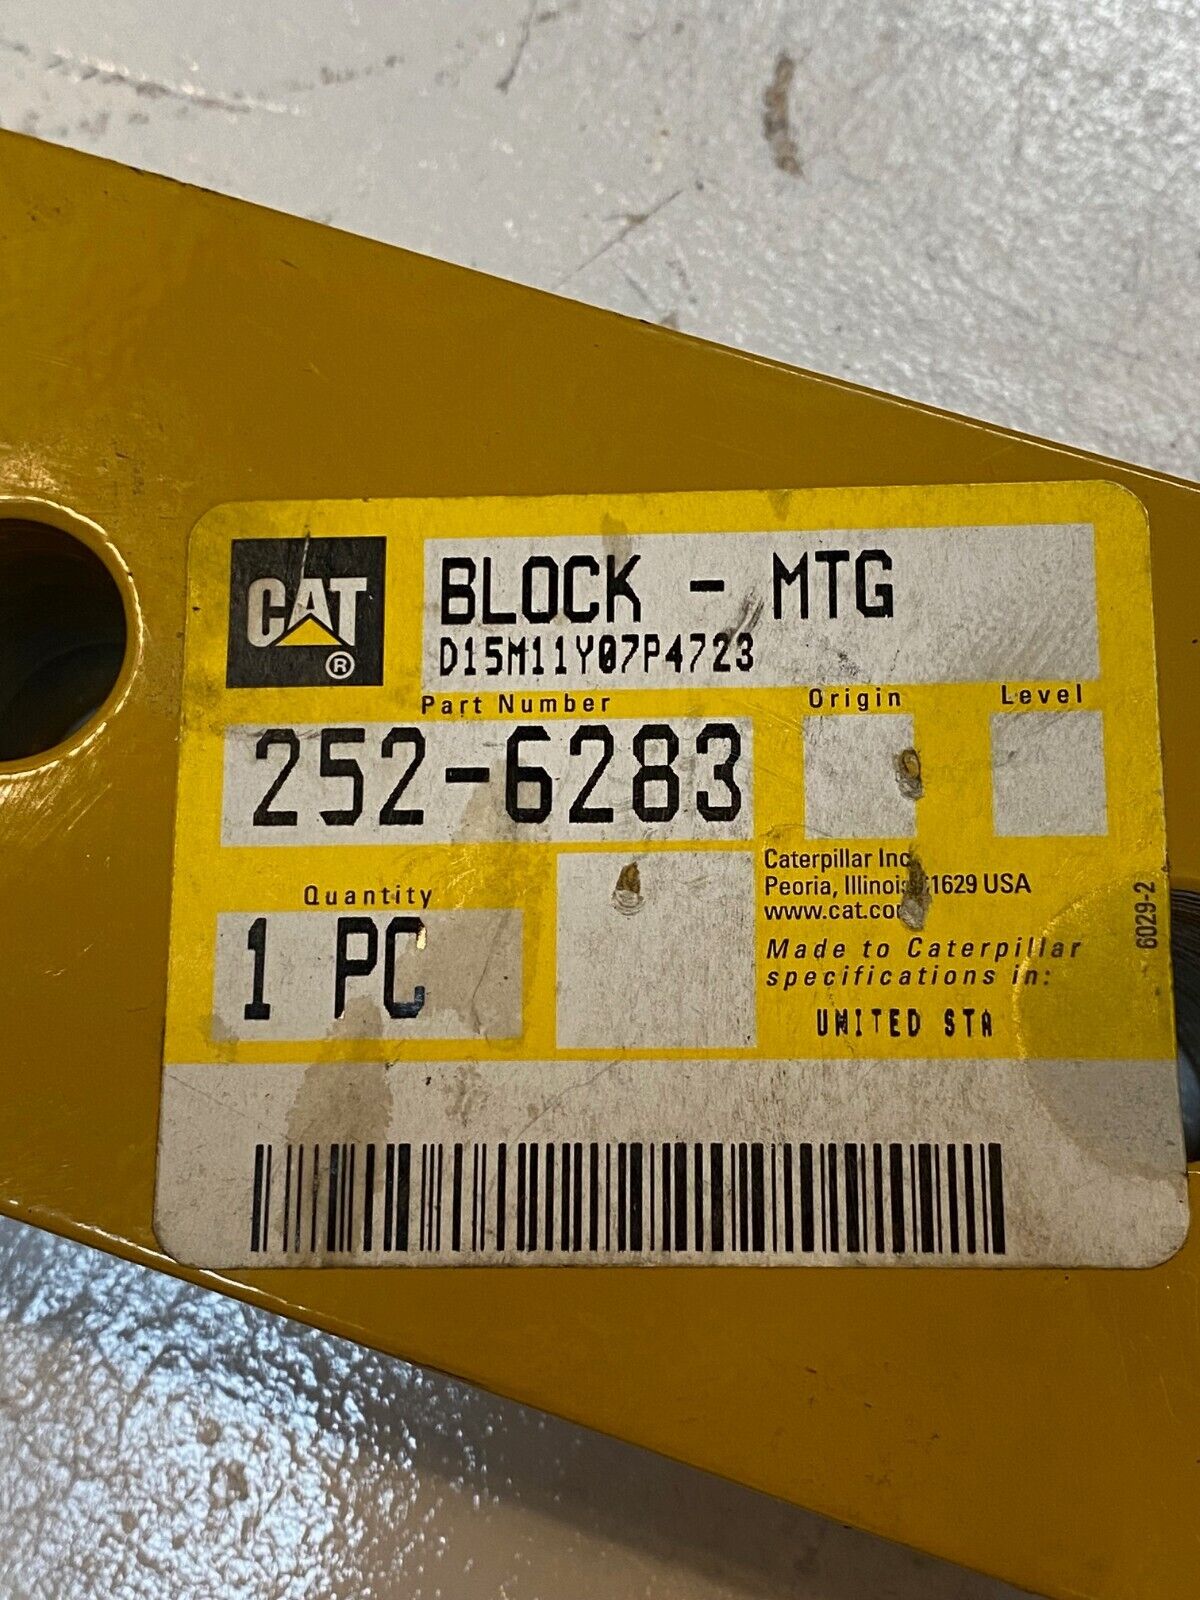 CAT
®
BLOCK - MTG
D15M11Y07P4723
Part Number
Origin
Level
252-6283
Quantity
1 PC
Caterpillar Inc
Peoria, 1629 USA
www.cat.co
Made to Caterpillar
specifications in:
UNITED STA
6029-2